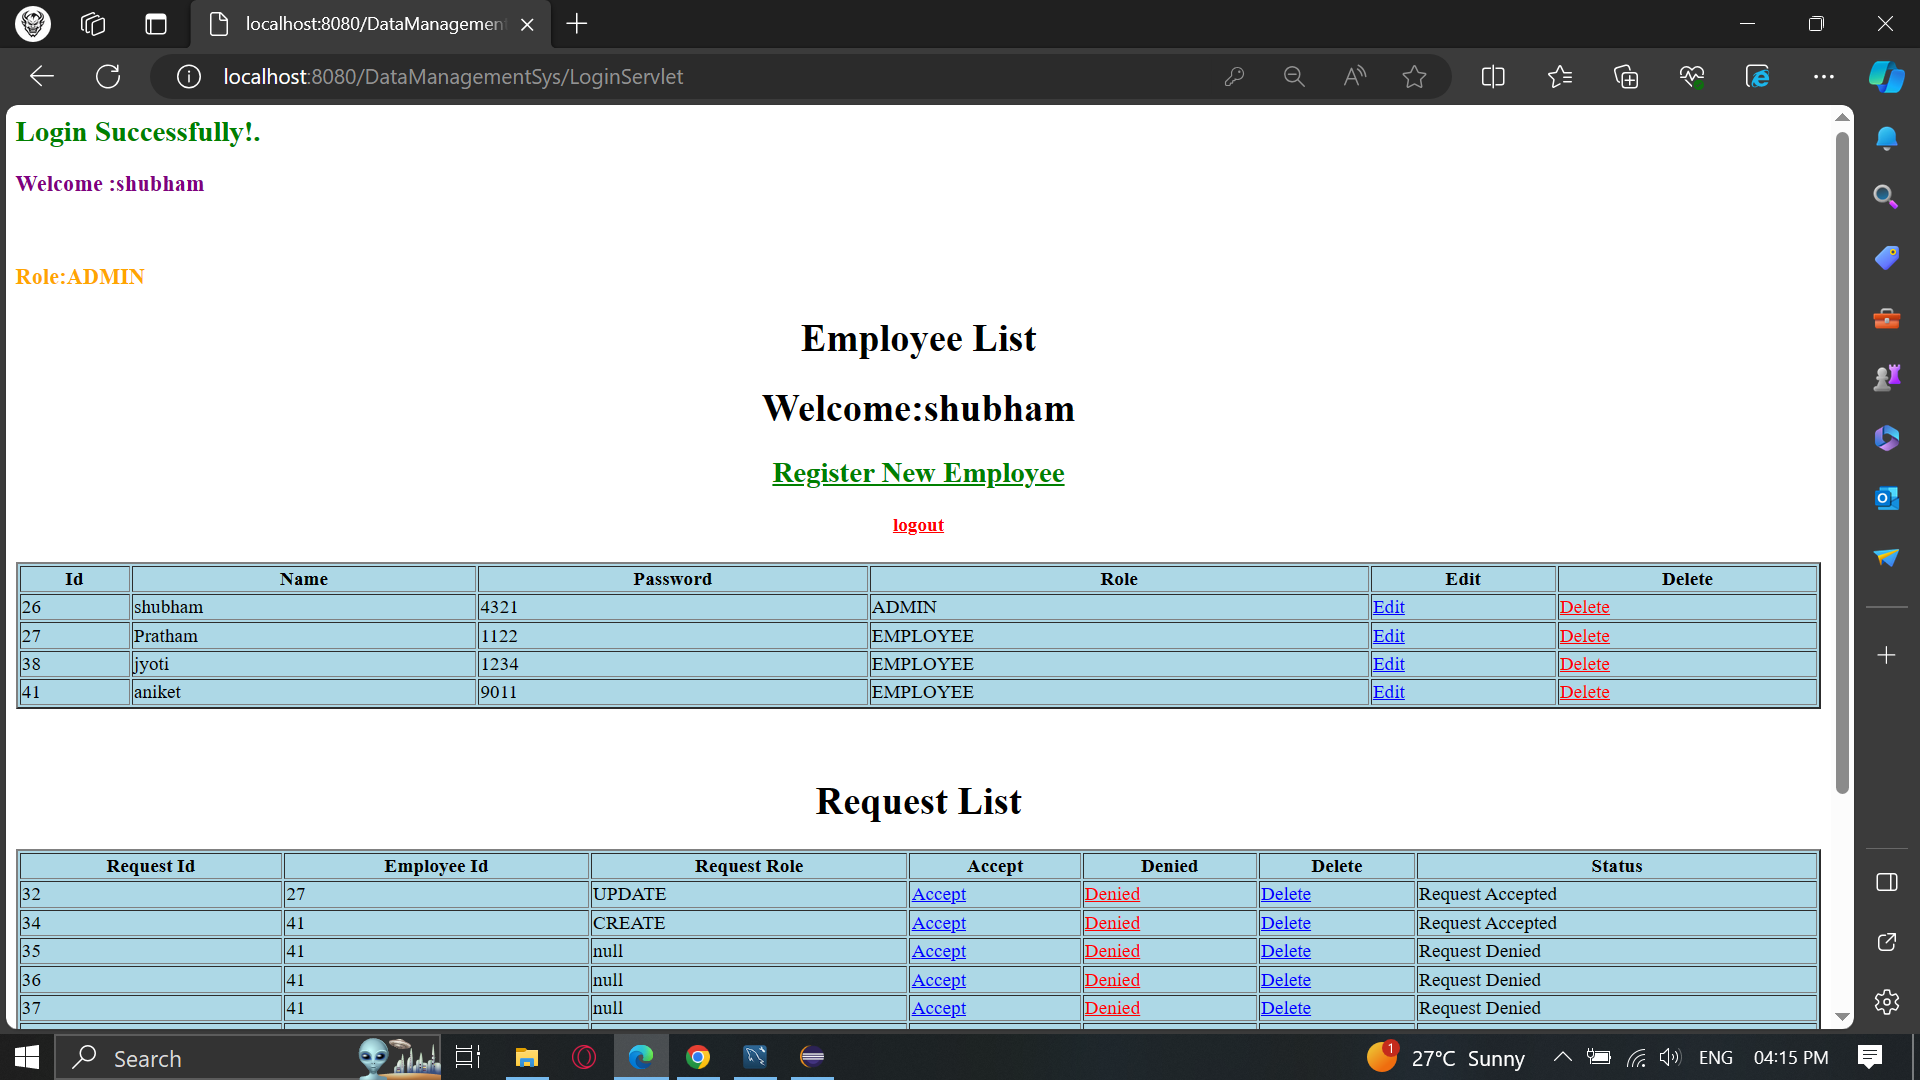 localhost:8080/DataManagemen
localhost:8080/DataManagementSys/LoginServlet
Login Successfully!.
Welcome :shubham
Role:ADMIN
Employee List
Welcome:shubham
Register New Employee
logout
Id Name Password Role Edit Delete
26 shubham 4321 ADMIN Edit Delete
27 Pratham 1122 EMPLOYEE Edit Delete
38 jyoti 1234 EMPLOYEE Edit Delete
41 aniket 9011 EMPLOYEE Edit Delete
Request List
Request Id Employee Id Request Role Accept Denied Delete Status
32 27 UPDATE Accept Denied Delete Request Accepted
34 41 CREATE Accept Denied Delete Request Accepted
35 41 null Accept Denied Delete Request Denied
36 41 null Accept Denied Delete Request Denied
37 41 null Accept Denied Delete Request Denied
Search 1 27°C Sunny ENG 04:15 PM